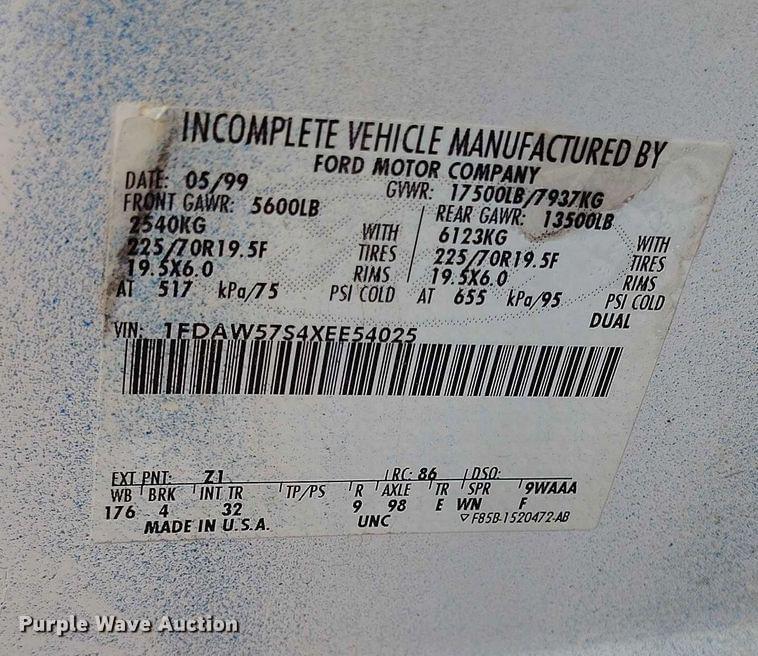 INCOMPLETE VEHICLE MANUFACTURED BY
FORD MOTOR COMPANY
DATE: 05/99 GVWR: 17500LB/7937KG
FRONT GAWR: 5600LB REAR GAWR: 13500LB
2540KG WITH 6123KG WITH
225/70R19.5F TIRES 225/70R19.5F TIRES
19.5X6.0 RIMS 19.5X6.0 RIMS
AT 517 kPa/75 PSI COLD AT 655 kPa/95 PSI COLD
DUAL
VIN: 1FDAW57S4XEE54025
EXT PNT: Z1 RC: 86 DSO:
WB BRK INT TR TP/PS R AXLE TR SPR 9WAAA
176 4 32 9 98 E WN F
MADE IN U.S.A. UNC ▽ F85B-1520472-AB
Purple Wave Auction